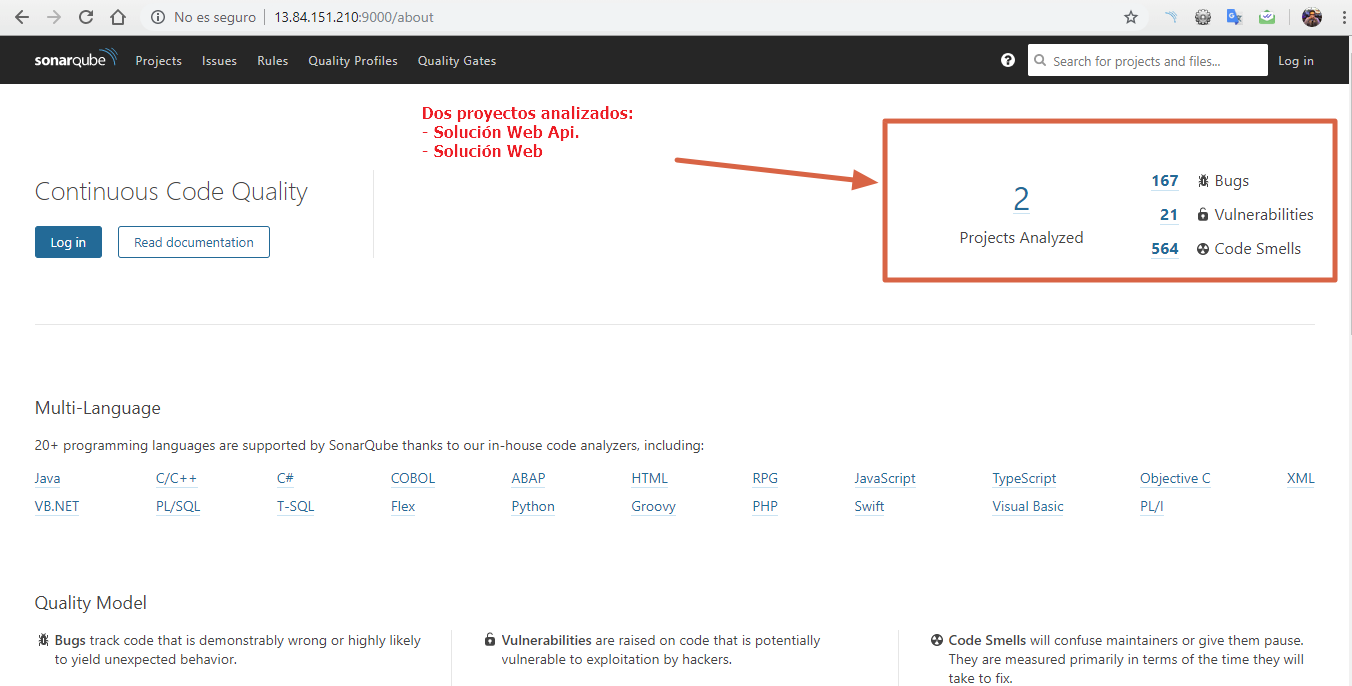 No es seguro | 13.84.151.210:9000/about
sonarqube Projects Issues Rules Quality Profiles Quality Gates ? Search for projects and files... Log in
Dos proyectos analizados:
- Solución Web Api.
- Solución Web
Continuous Code Quality
Log in Read documentation
2
Projects Analyzed
167 Bugs
21 Vulnerabilities
564 Code Smells
Multi-Language
20+ programming languages are supported by SonarQube thanks to our in-house code analyzers, including:
Java C/C++ C# COBOL ABAP HTML RPG JavaScript TypeScript Objective C XML
VB.NET PL/SQL T-SQL Flex Python Groovy PHP Swift Visual Basic PL/I
Quality Model
Bugs track code that is demonstrably wrong or highly likely
to yield unexpected behavior.
Vulnerabilities are raised on code that is potentially
vulnerable to exploitation by hackers.
Code Smells will confuse maintainers or give them pause.
They are measured primarily in terms of the time they will
take to fix.